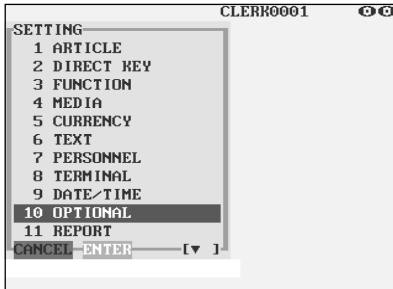 CLERK0001
SETTING
1 ARTICLE
2 DIRECT KEY
3 FUNCTION
4 MEDIA
5 CURRENCY
6 TEXT
7 PERSONNEL
8 TERMINAL
9 DATE/TIME
10 OPTIONAL
11 REPORT
CANCEL ENTER [▼ ]